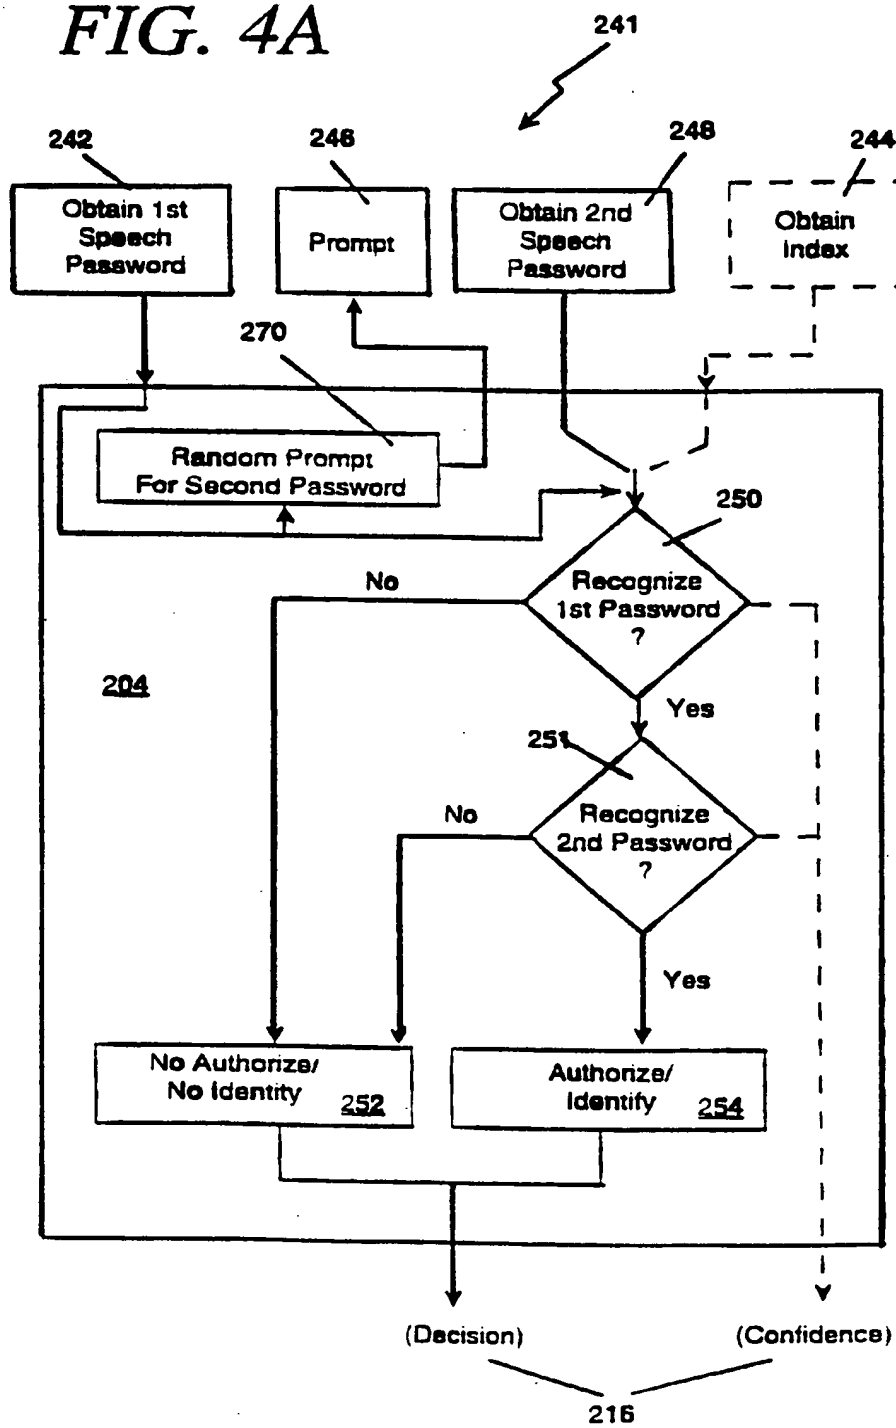 FIG. 4A
241
242
246
248
244
Obtain 1st
Speech
Password
Prompt
Obtain 2nd
Speech
Password
Obtain
Index
270
Random Prompt
For Second Password
250
No
Recognize
1st Password
?
204
Yes
251
No
Recognize
2nd Password
?
Yes
No Authorize/
No Identity
252
Authorize/
Identify
254
(Decision)
(Confidence)
216